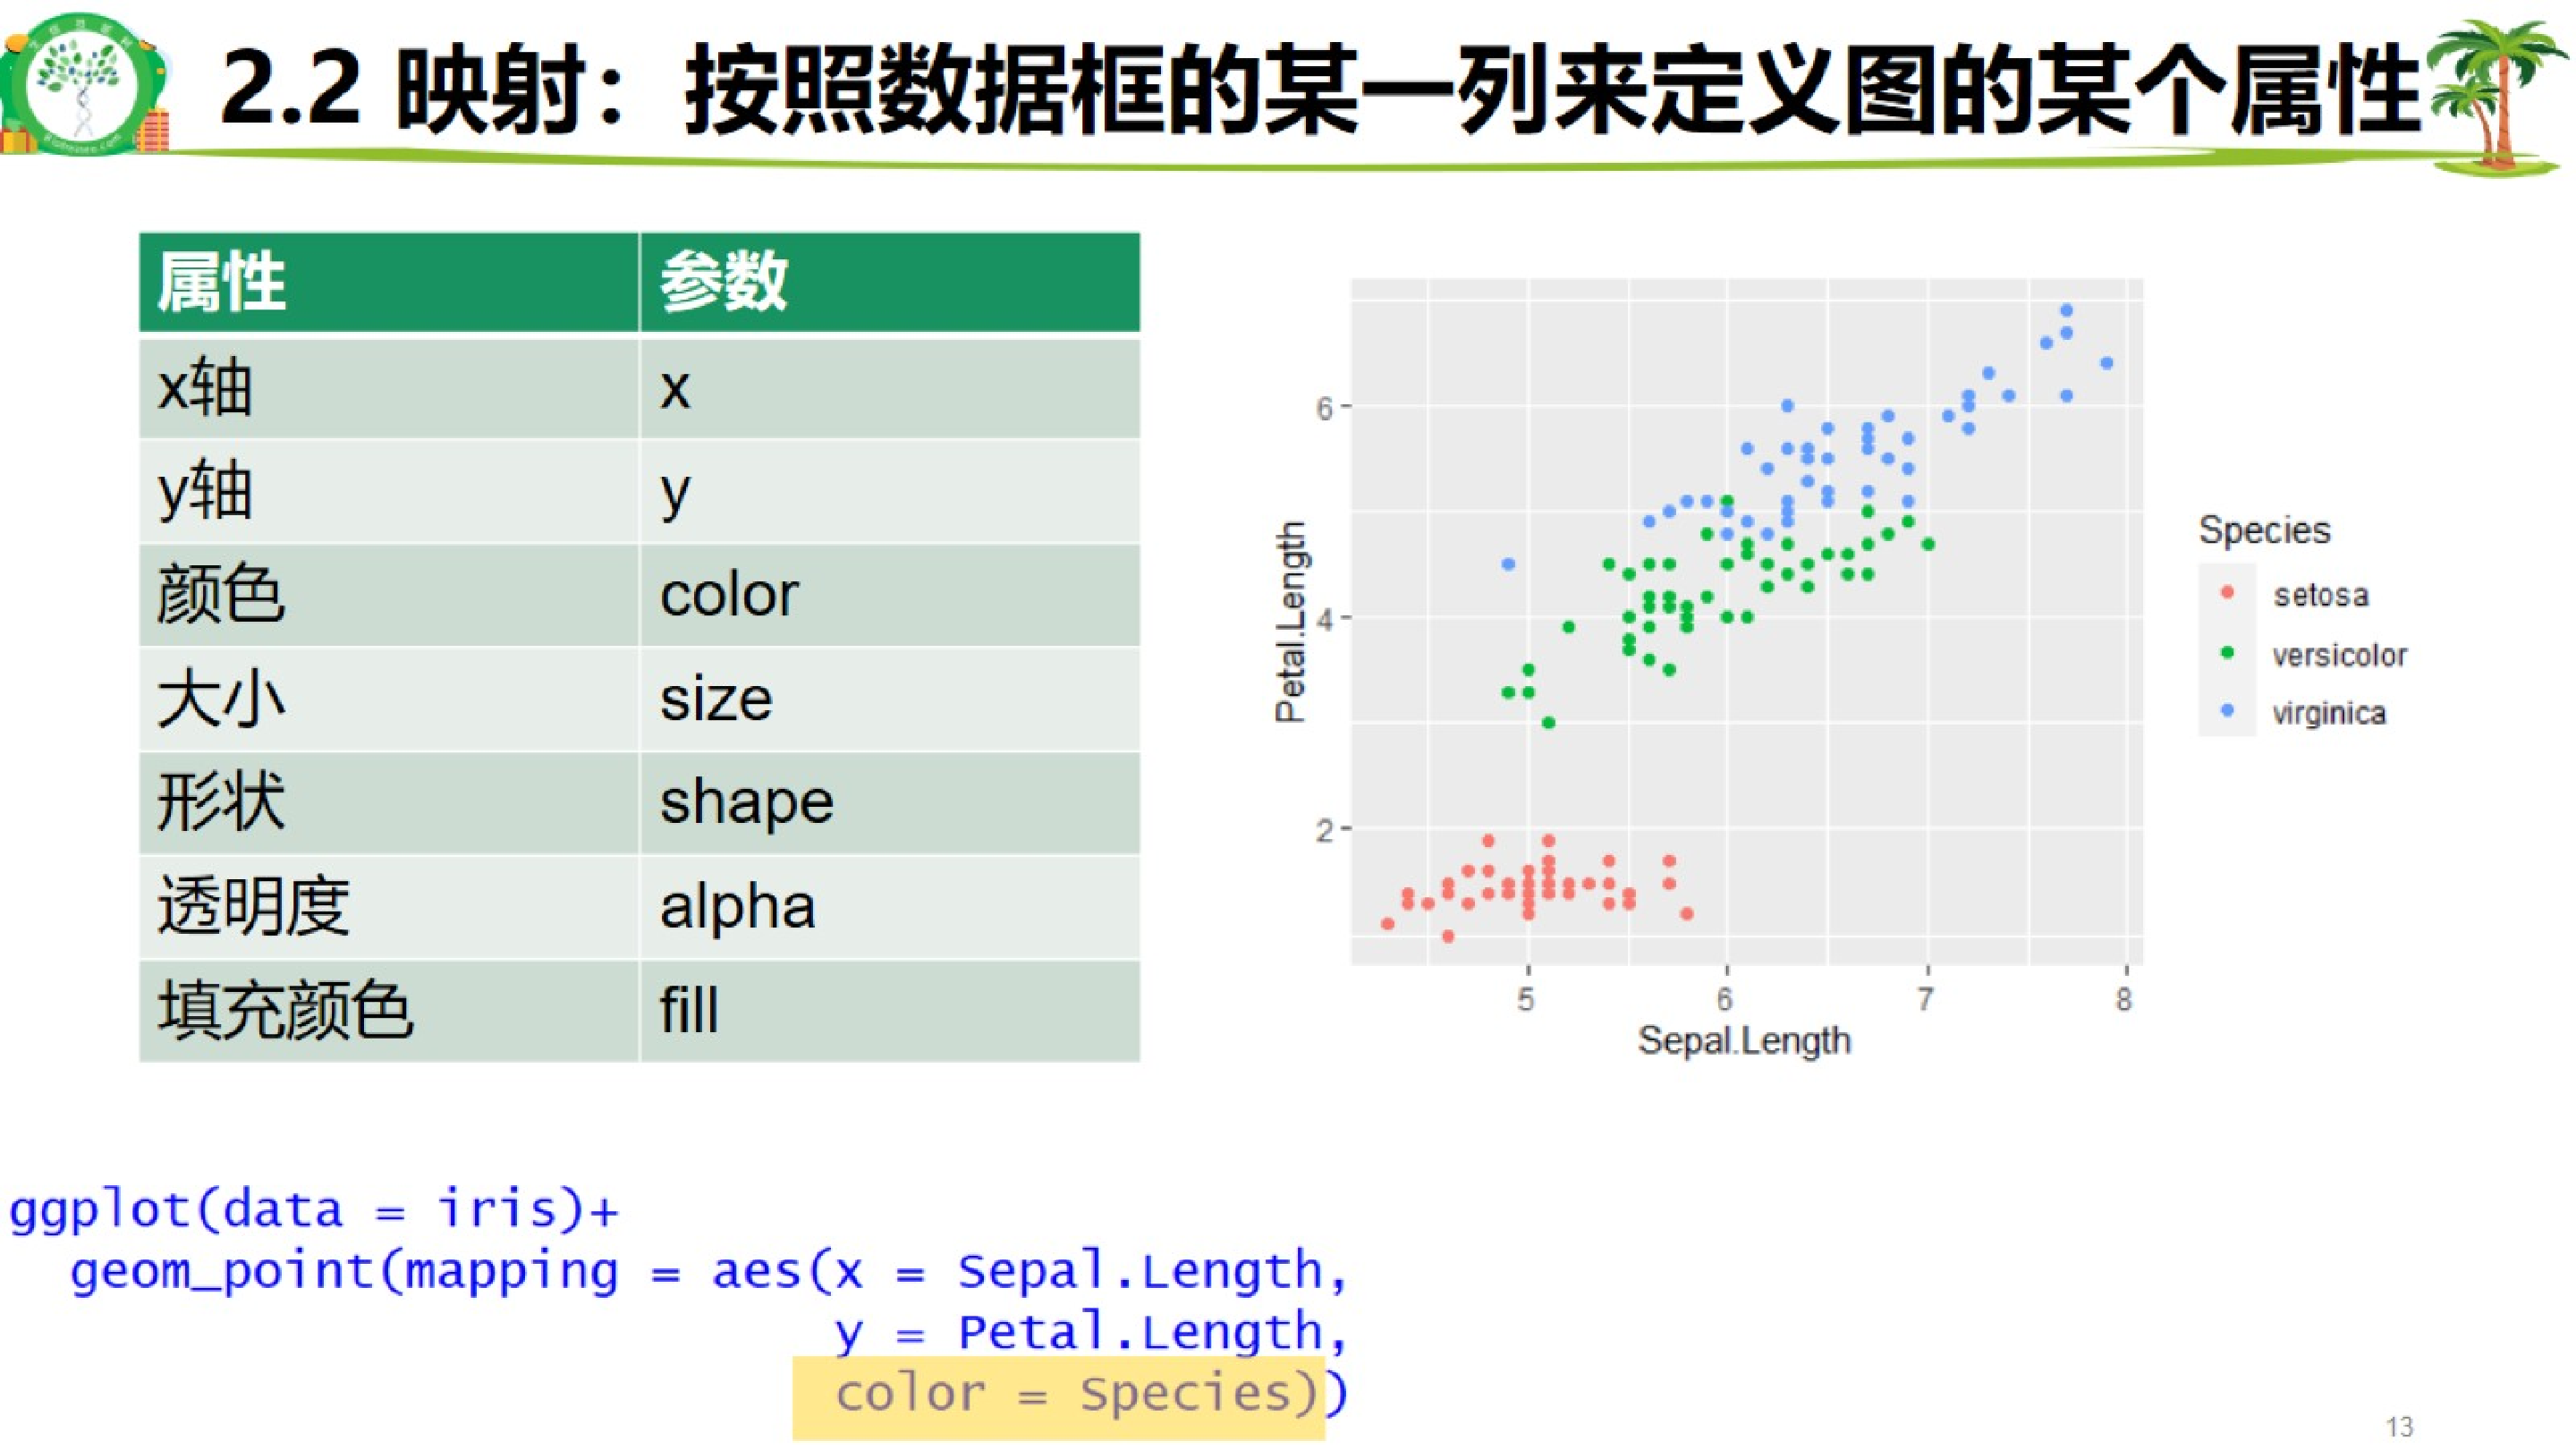 2.2 映射：按照数据框的某一列来定义图的某个属性
属性 参数
x轴 x
y轴 y
颜色 color
大小 size
形状 shape
透明度 alpha
填充颜色 fill
Petal.Length
6
4
2
5 6 7 8
Sepal.Length
Species
setosa
versicolor
virginica
ggplot(data = iris)+
geom_point(mapping = aes(x = Sepal.Length,
y = Petal.Length,
color = Species))
13